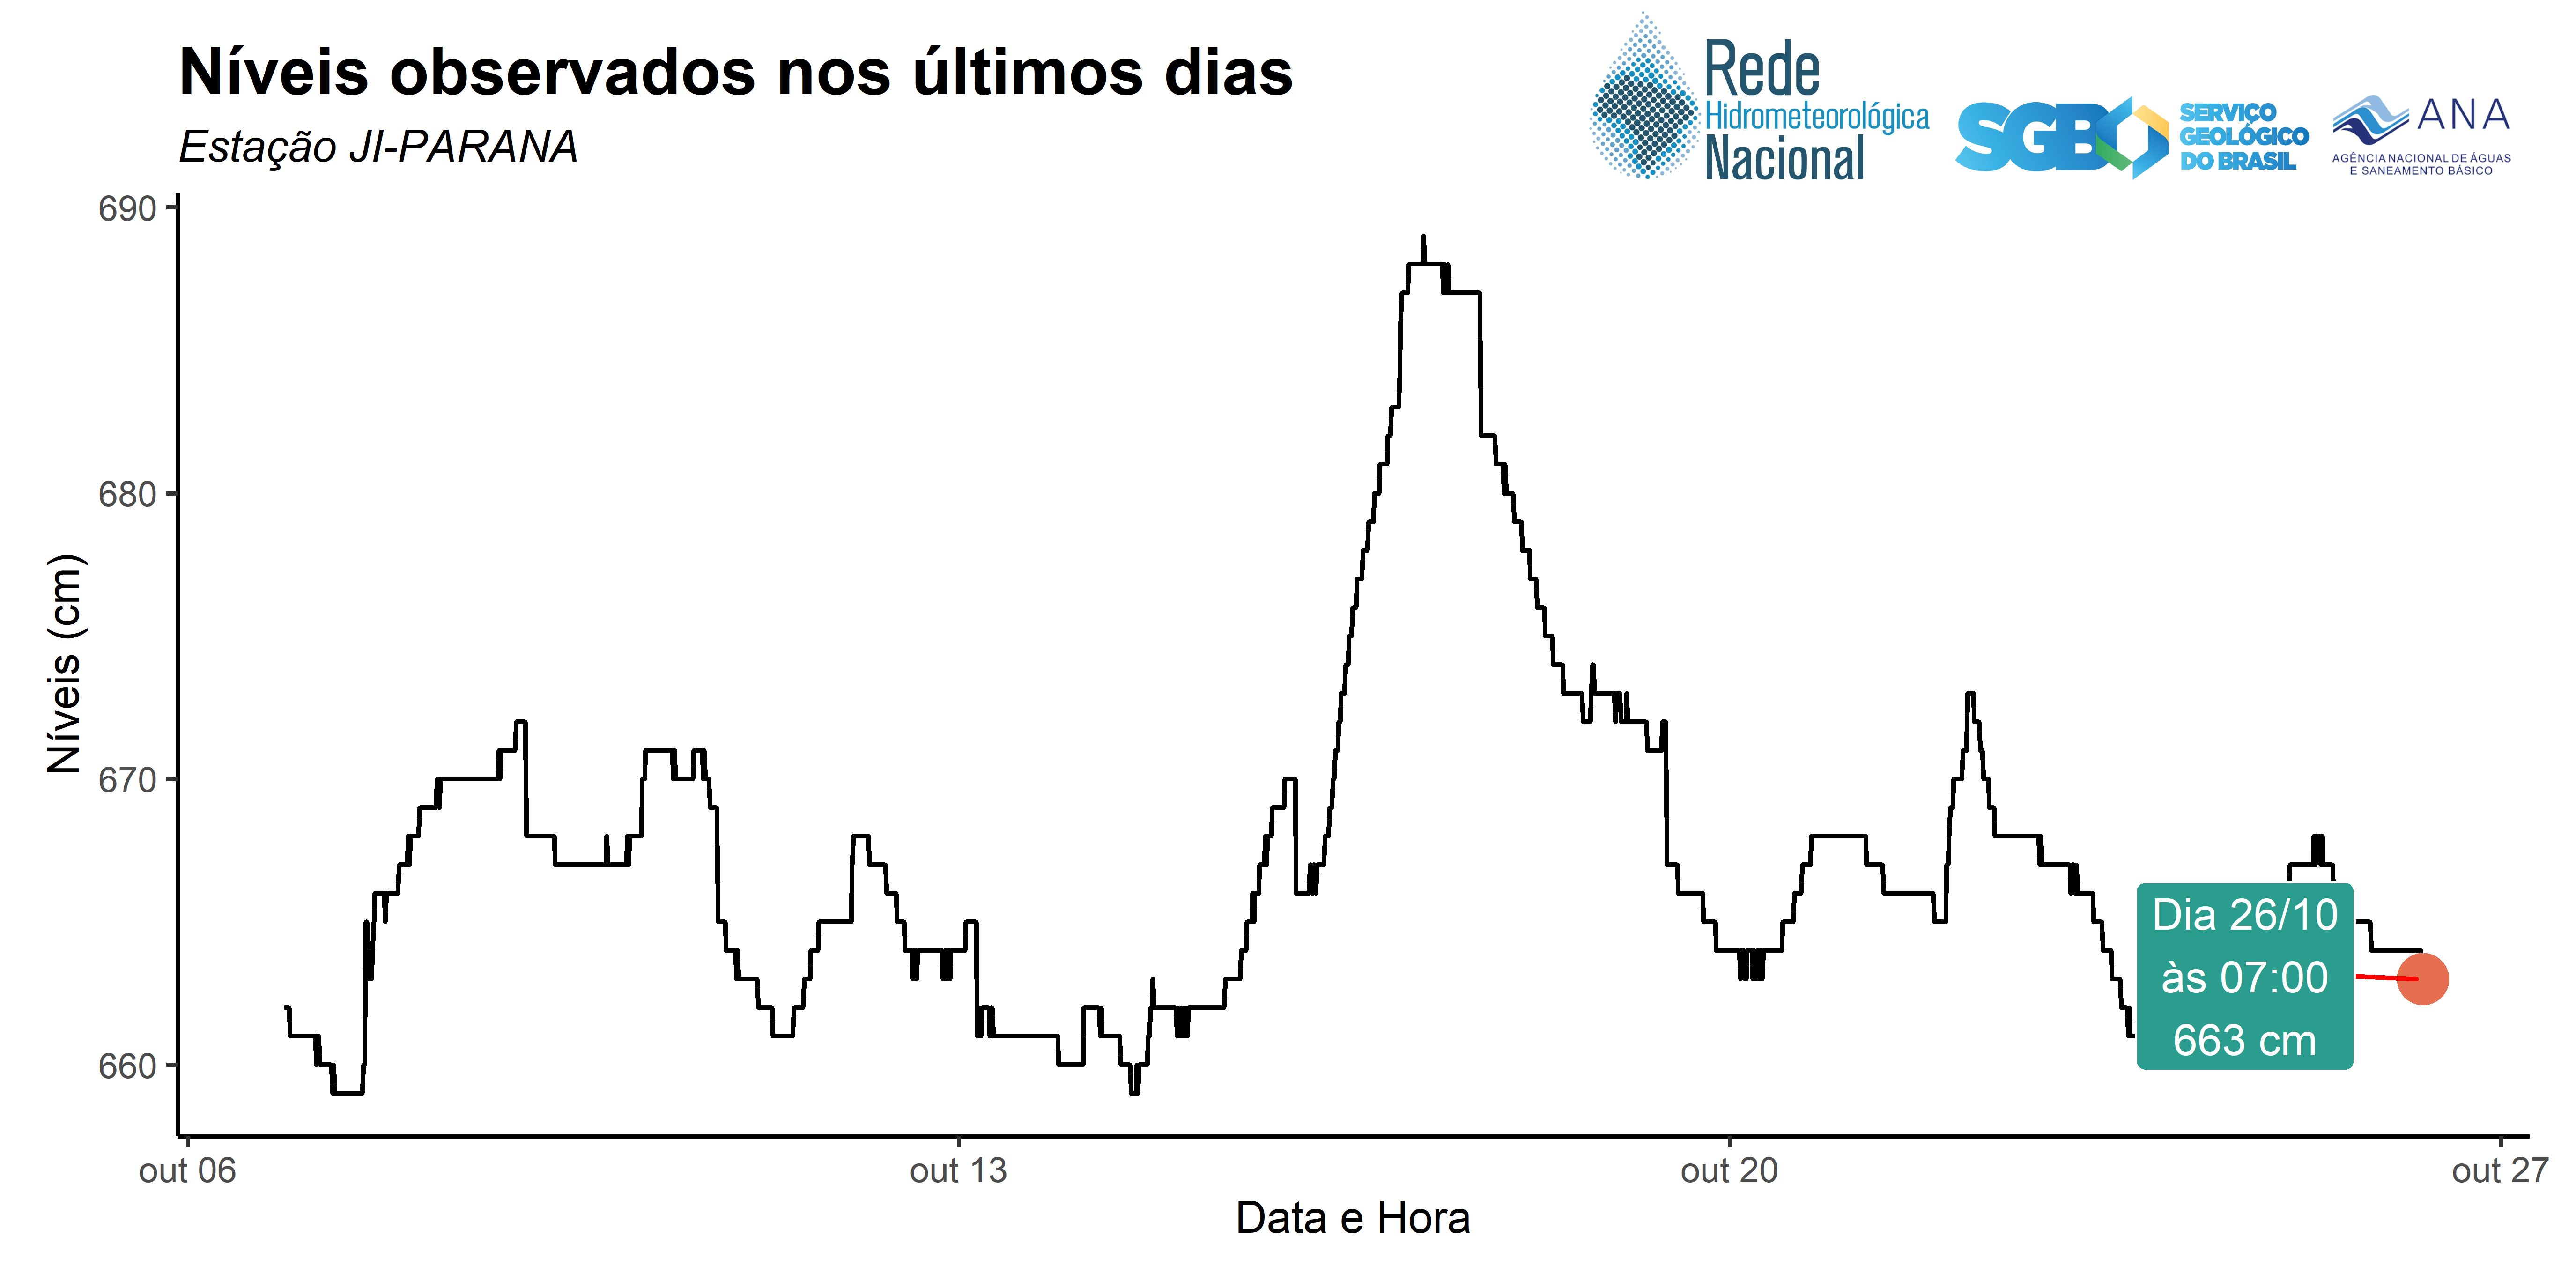 Níveis observados nos últimos dias
Estação JI-PARANA
Rede
Hidrometeorológica
Nacional
SGB
SERVIÇO
GEOLÓGICO
DO BRASIL
ANA
AGÊNCIA NACIONAL DE ÁGUAS
E SANEAMENTO BÁSICO
690
680
670
660
Níveis (cm)
Dia 26/10
às 07:00
663 cm
out 06
out 13
out 20
out 27
Data e Hora